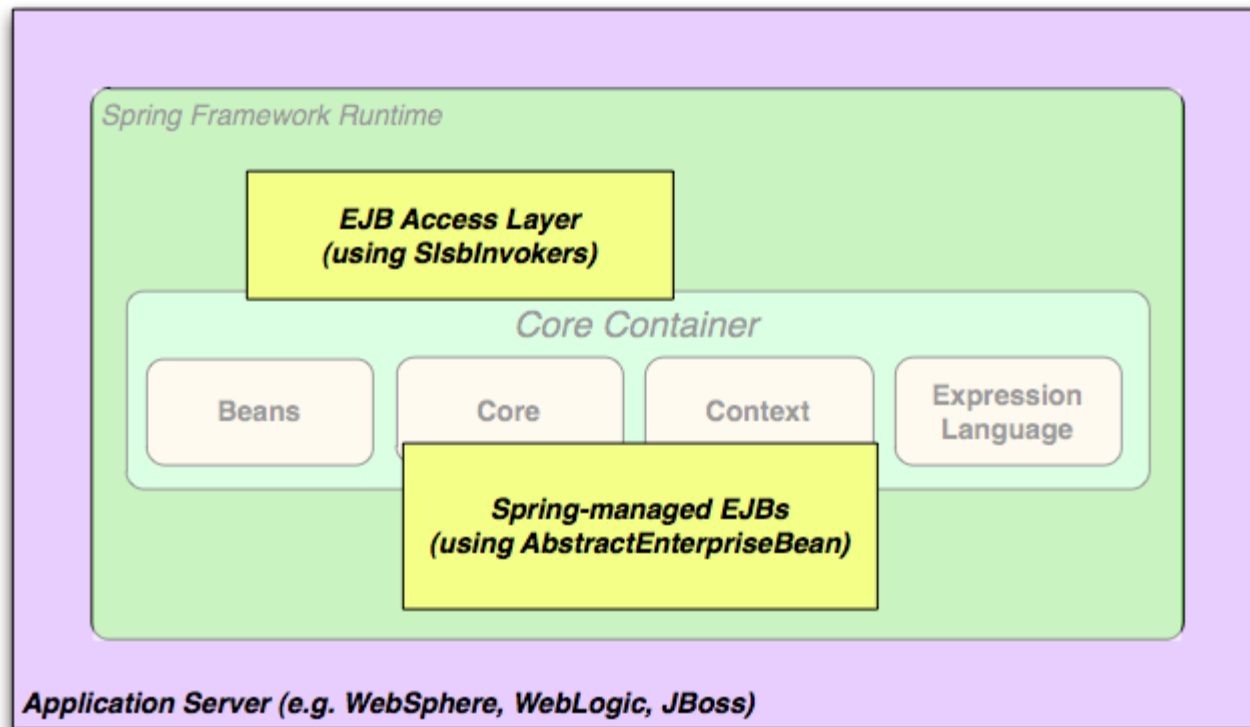 Spring Framework Runtime
EJB Access Layer
(using SlsbInvokers)
Core Container
Beans
Core
Context
Expression
Language
Spring-managed EJBs
(using AbstractEnterpriseBean)
Application Server (e.g. WebSphere, WebLogic, JBoss)